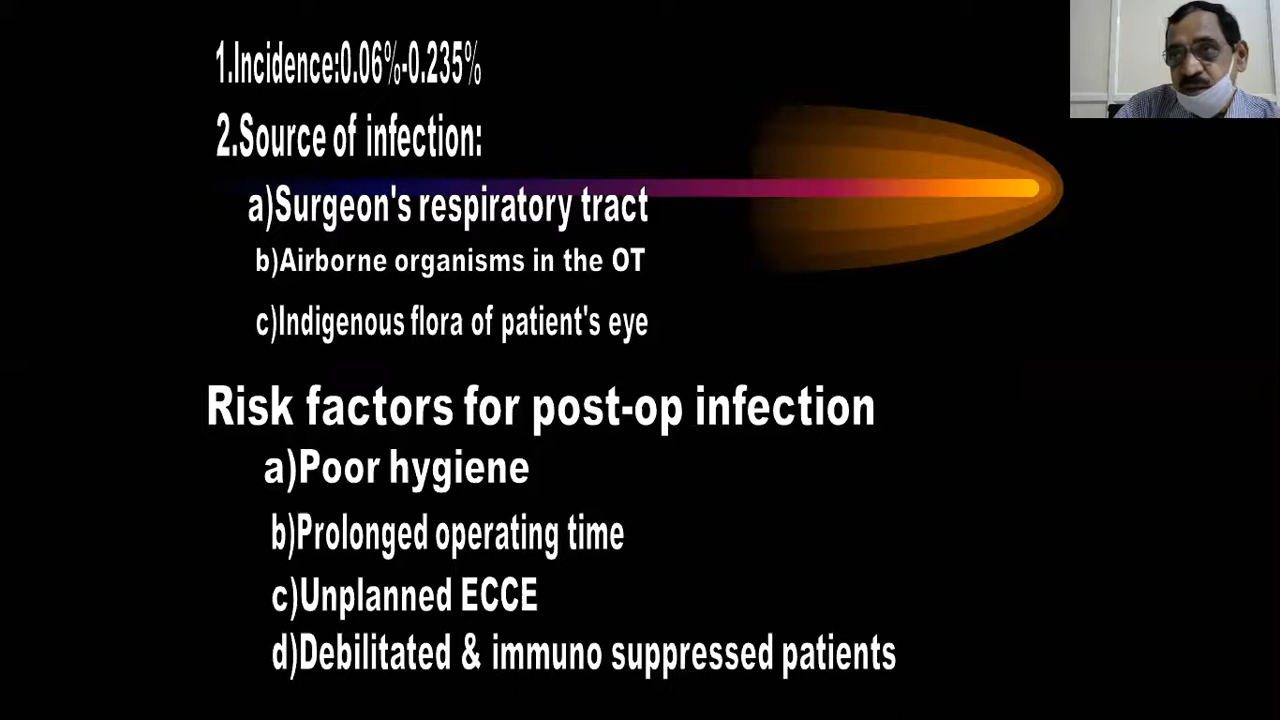 1.Incidence:0.06%-0.235%
2.Source of infection:
a)Surgeon's respiratory tract
b)Airborne organisms in the OT
c)Indigenous flora of patient's eye
Risk factors for post-op infection
a)Poor hygiene
b)Prolonged operating time
c)Unplanned ECCE
d)Debilitated & immuno suppressed patients